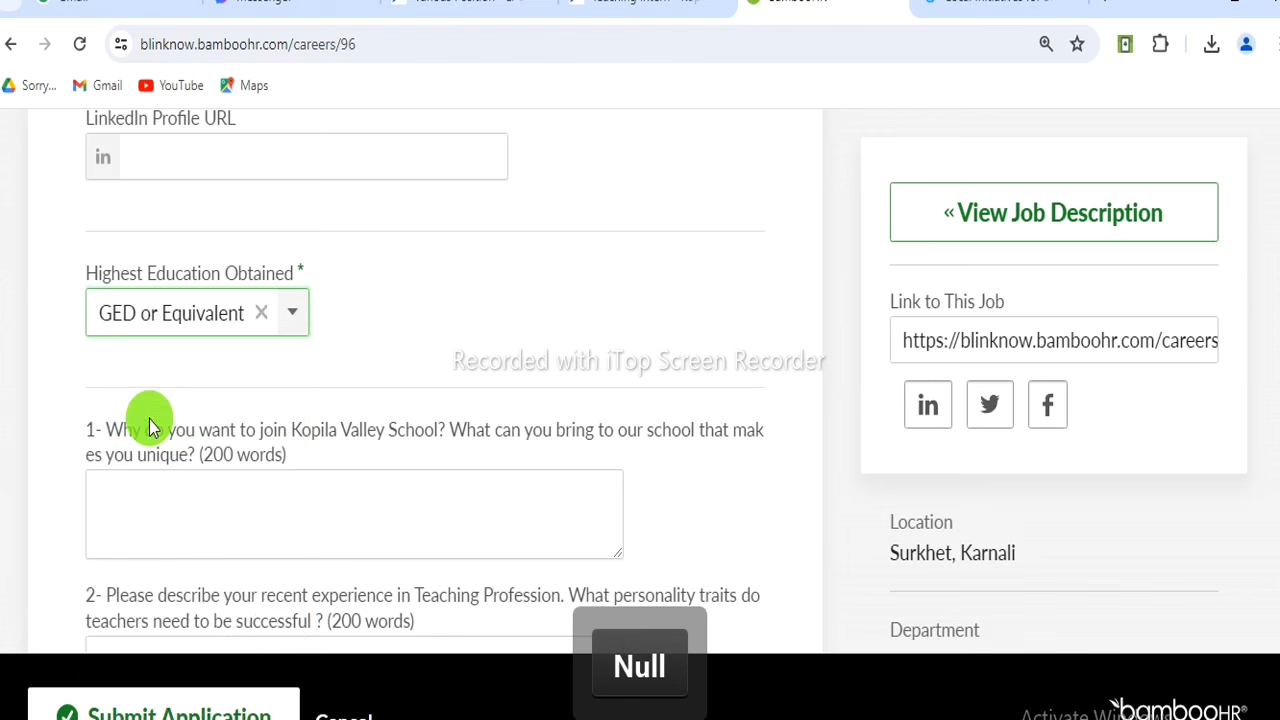 Gmail
blinknow.bamboohr.com/careers/96
Sorry... Gmail YouTube Maps
LinkedIn Profile URL
in
Highest Education Obtained *
GED or Equivalent
1- Why do you want to join Kopila Valley School? What can you bring to our school that mak
es you unique? (200 words)
2- Please describe your recent experience in Teaching Profession. What personality traits do
teachers need to be successful ? (200 words)
Recorded with iTop Screen Recorder
« View Job Description
Link to This Job
https://blinknow.bamboohr.com/careers
in
f
Location
Surkhet, Karnali
Department
Null
Submit Application
Cancel
bambooHR®